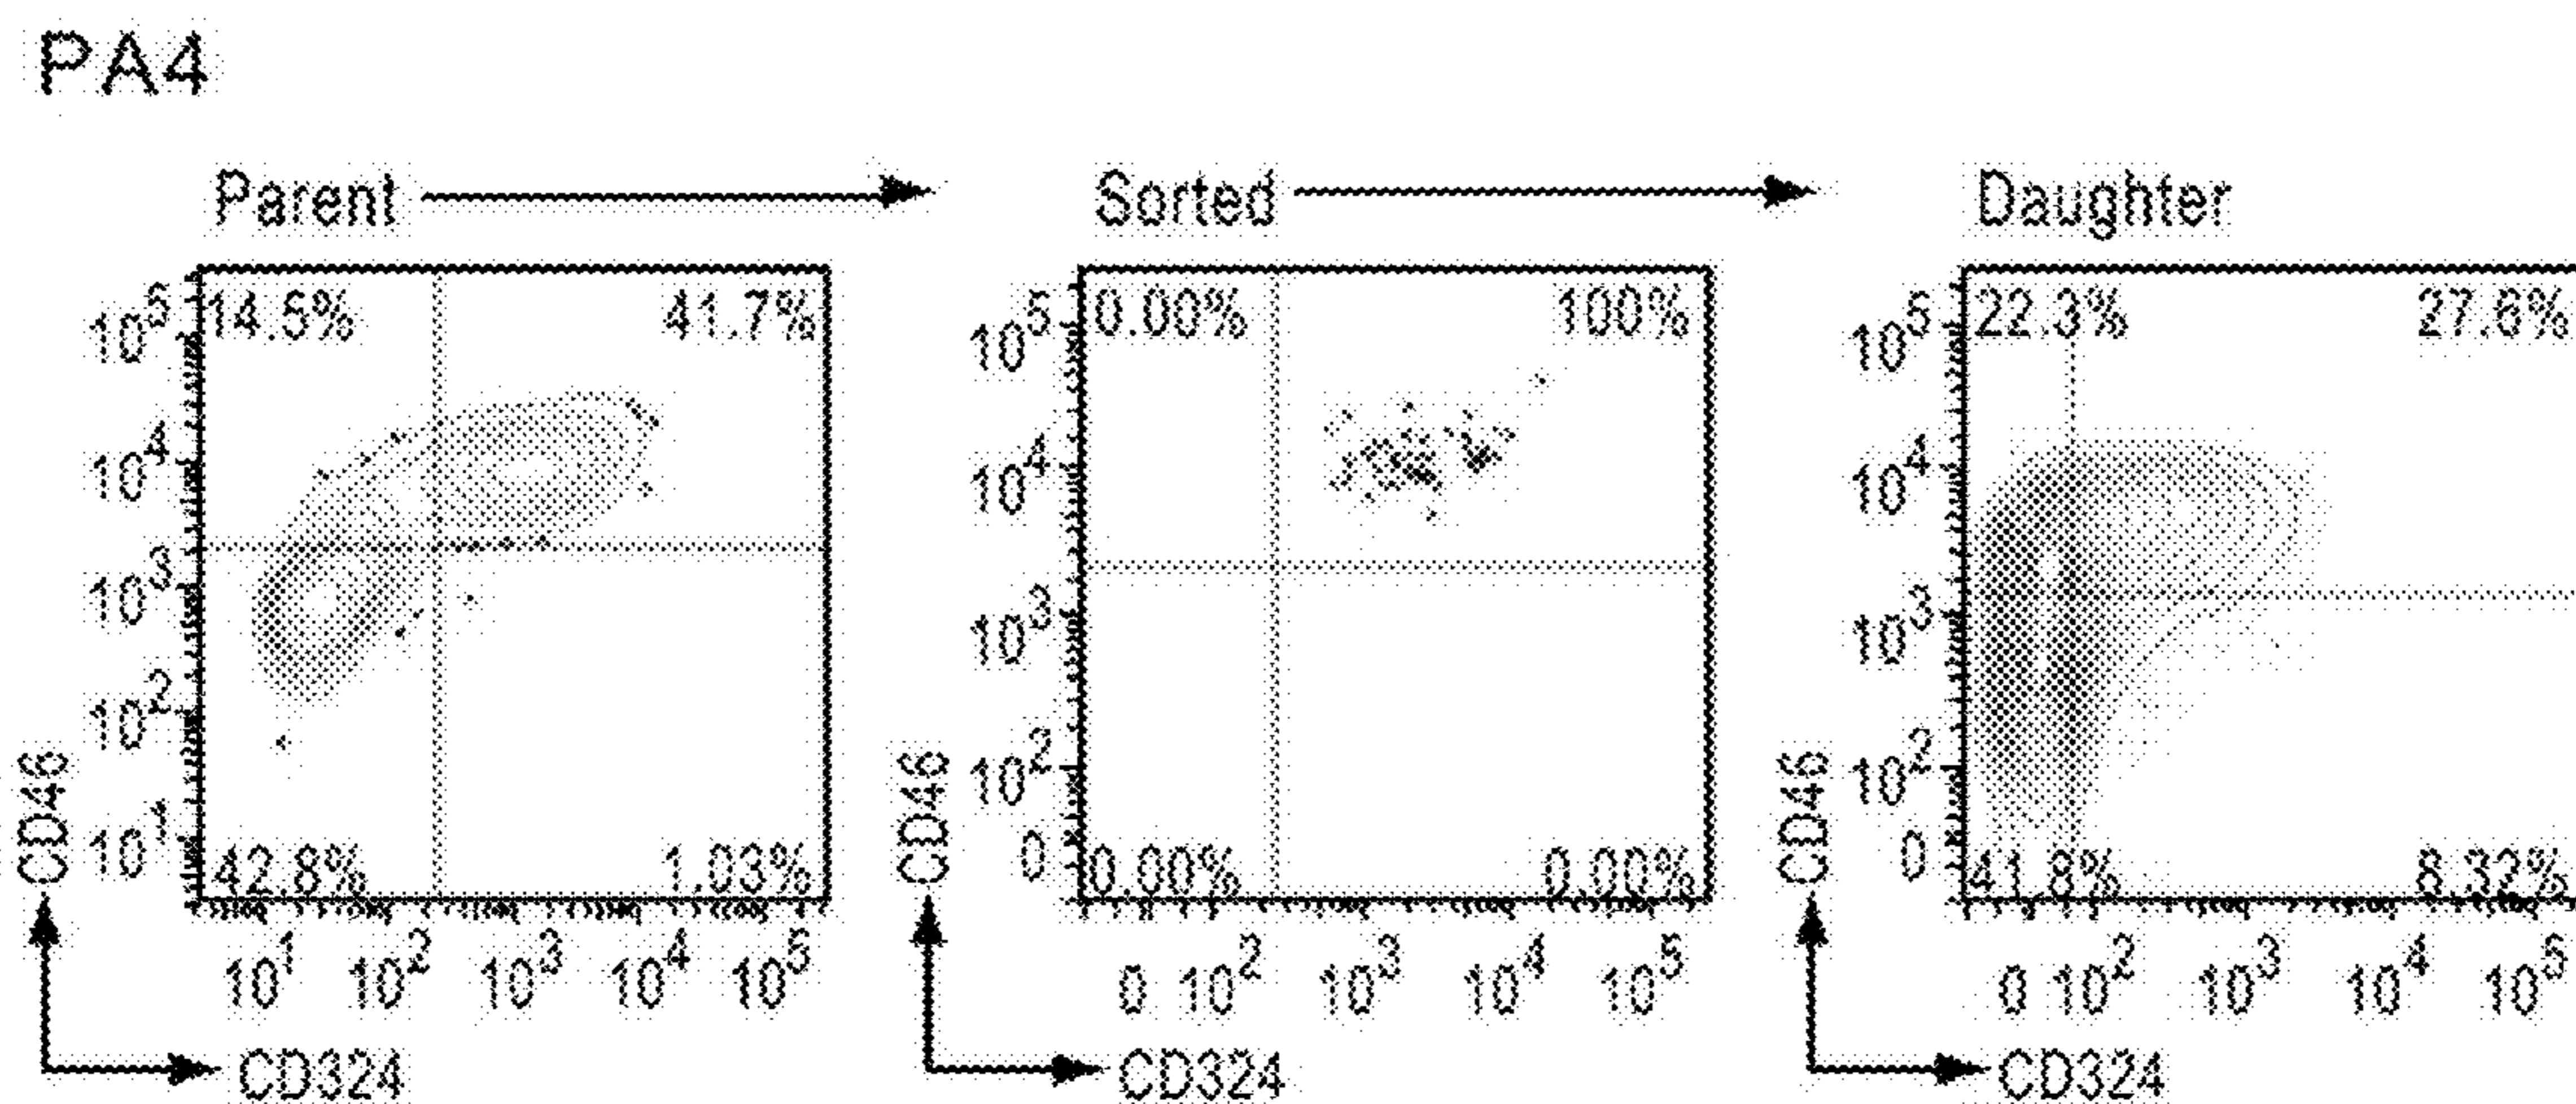 PA4
Parent Sorted Daughter
14.5% 41.7%
10^5
10^4
10^3
10^2
10^1
42.8% 1.03%
CD46
10^1 10^2 10^3 10^4 10^5
CD324
0.00% 100%
10^5
10^4
10^3
10^2
0
0.00% 0.00%
CD46
0 10^2 10^3 10^4 10^5
CD324
22.3% 27.6%
10^5
10^4
10^3
10^2
0
41.8% 8.32%
CD46
0 10^2 10^3 10^4 10^5
CD324